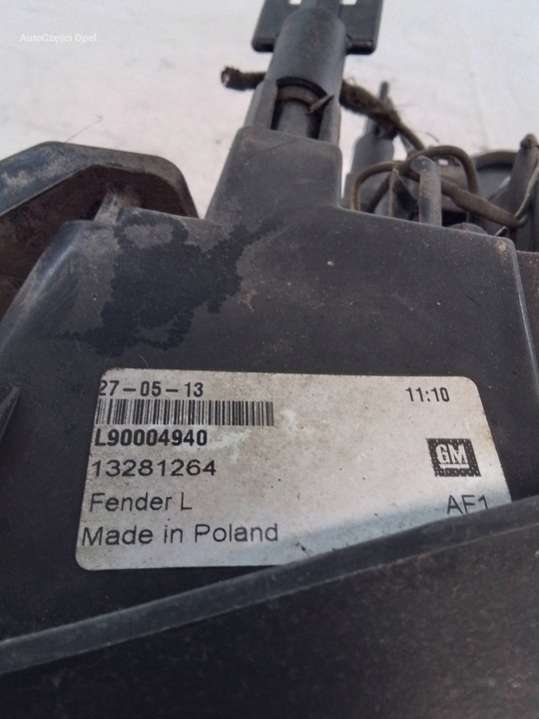 AutoCzęści Opel
27-05-13 11:10
L90004940
13281264
GM
Fender L
AF1
Made in Poland